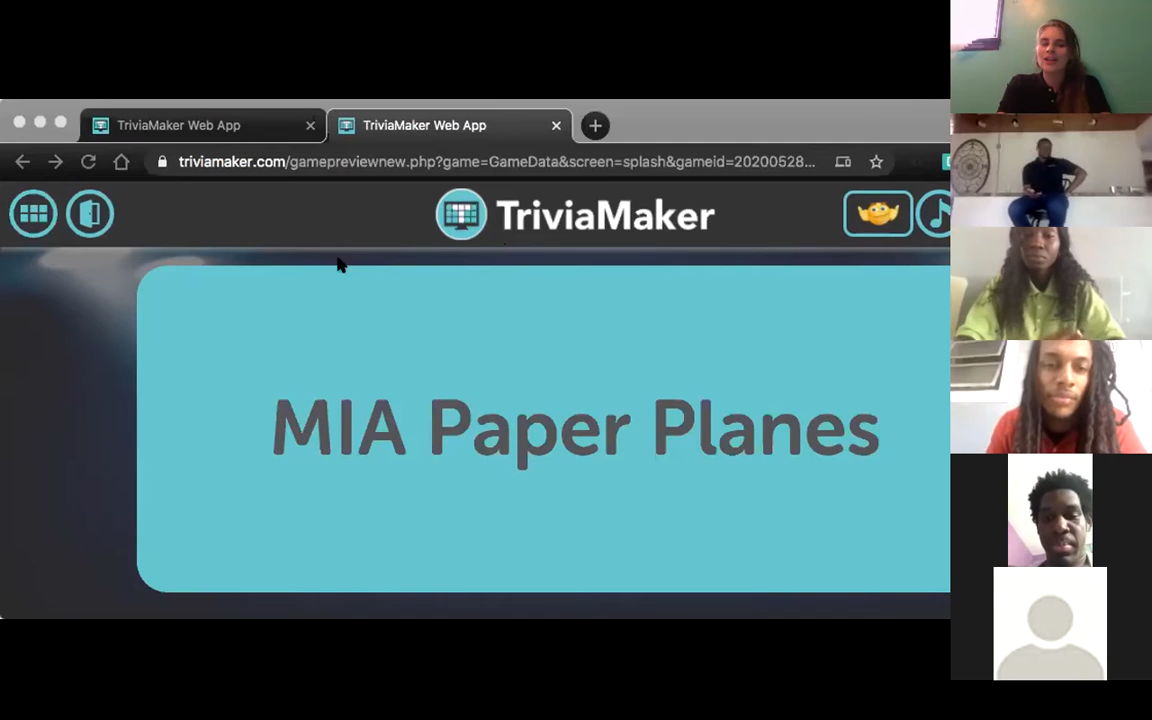 TriviaMaker Web App
TriviaMaker Web App
triviamaker.com/gamepreviewnew.php?game=GameData&screen=splash&gameid=20200528...
TriviaMaker
MIA Paper Planes